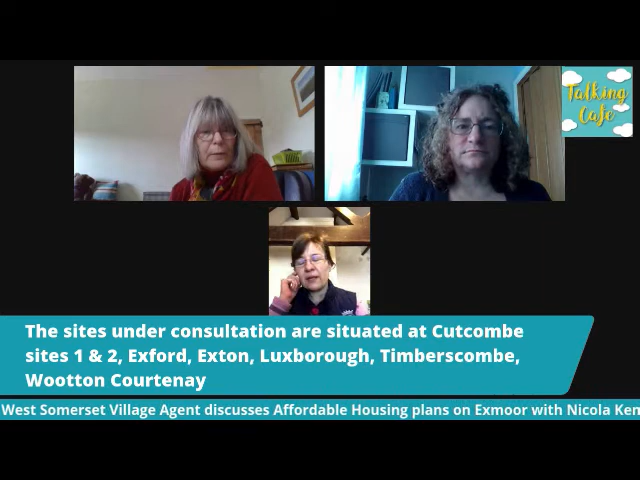 Talking
Cafe
The sites under consultation are situated at Cutcombe
sites 1 & 2, Exford, Exton, Luxborough, Timberscombe,
Wootton Courtenay
West Somerset Village Agent discusses Affordable Housing plans on Exmoor with Nicola Kem